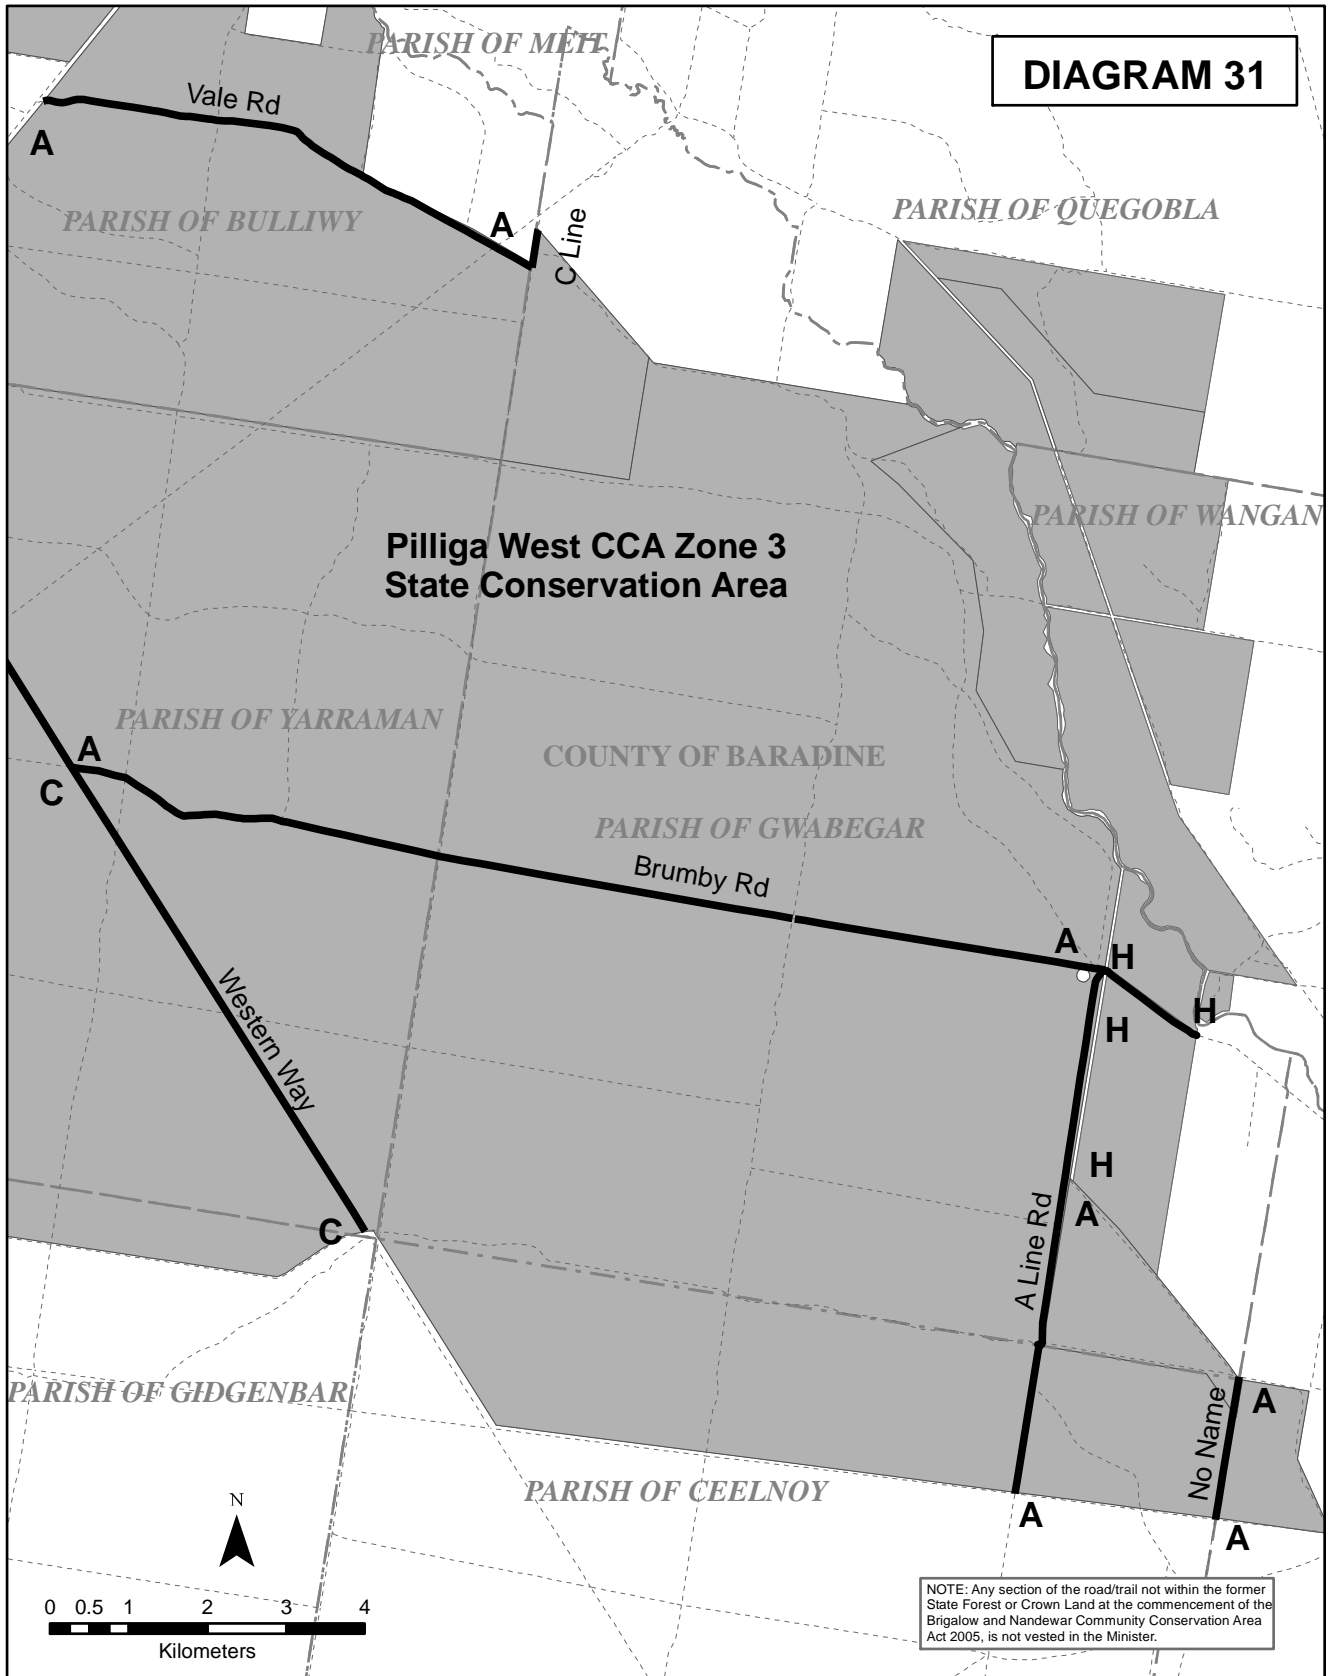 PARISH OF MEIT
DIAGRAM 31
Vale Rd
A
PARISH OF BULLIWY
A
C Line
PARISH OF QUEGOBLA
PARISH OF WANGAN
Pilliga West CCA Zone 3
State Conservation Area
PARISH OF YARRAMAN
A
C
COUNTY OF BARADINE
PARISH OF GWABEGAR
Brumby Rd
A
H
H
H
Western Way
H
A
A Line Rd
C
PARISH OF GIDGENBAR
A
No Name
PARISH OF CEELNOY
A
A
N
0 0.5 1 2 3 4
Kilometers
NOTE: Any section of the road/trail not within the former
State Forest or Crown Land at the commencement of the
Brigalow and Nandewar Community Conservation Area
Act 2005, is not vested in the Minister.